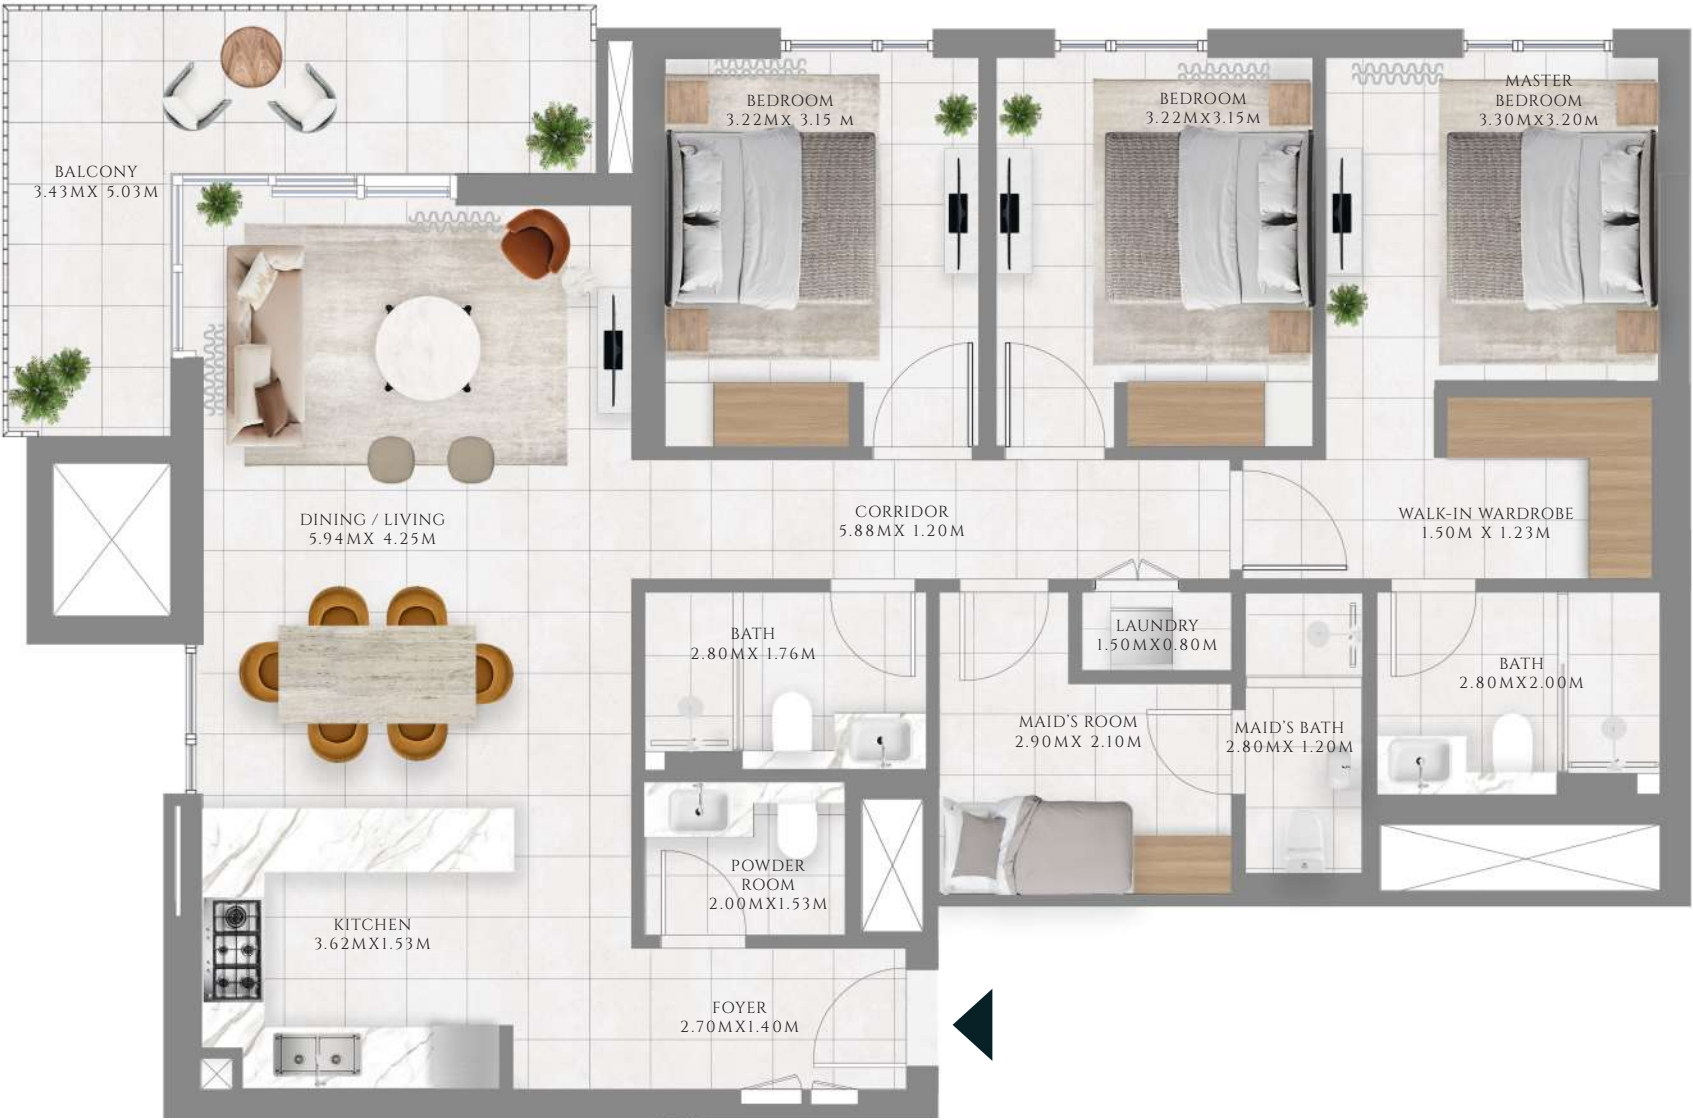 BEDROOM
3.22MX 3.15 M
BEDROOM
3.22MX3.15M
MASTER
BEDROOM
3.30MX3.20M
BALCONY
3.43MX 5.03M
DINING / LIVING
5.94MX 4.25M
CORRIDOR
5.88MX 1.20M
WALK-IN WARDROBE
1.50M X 1.23M
BATH
2.80MX 1.76M
LAUNDRY
1.50MX0.80M
BATH
2.80MX2.00M
MAID'S ROOM
2.90MX 2.10M
MAID'S BATH
2.80MX 1.20M
POWDER
ROOM
2.00MX1.53M
KITCHEN
3.62MX1.53M
FOYER
2.70MX1.40M